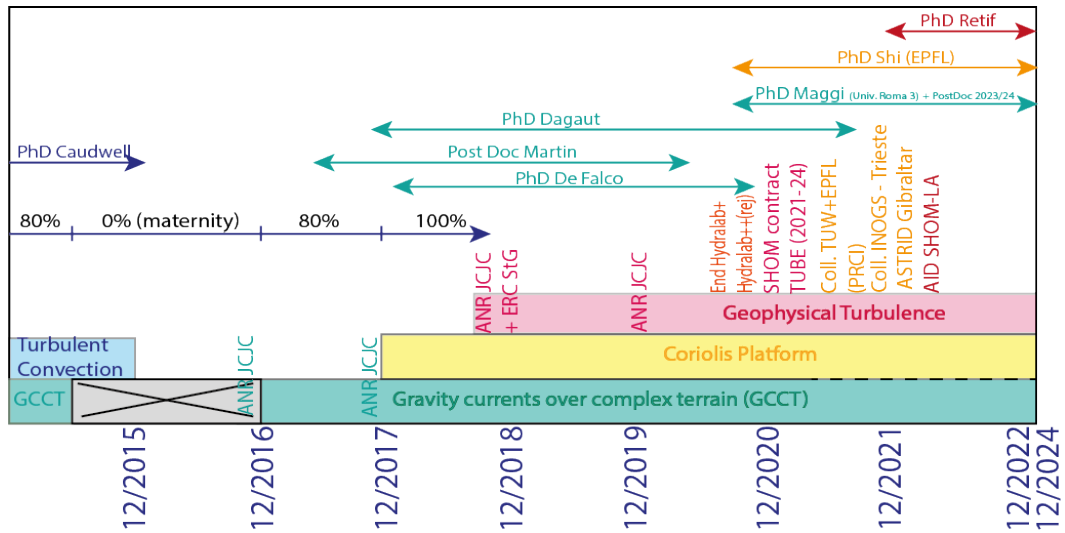 PhD Retif
PhD Shi (EPFL)
PhD Maggi (Univ. Roma 3) + PostDoc 2023/24
PhD Dagaut
PhD Caudwell
Post Doc Martin
PhD De Falco
80%
0% (maternity)
80%
100%
End Hydralab+
Hydralab++(rej)
SHOM contract
TUBE (2021-24)
Coll. TUW+EPFL
(PRCI)
Coll. INOGS - Trieste
ASTRID Gibraltar
AID SHOM-LA
ANR JCJC
+ ERC StG
ANR JCJC
Geophysical Turbulence
Turbulent
Convection
ANR JCJC
ANR JCJC
Coriolis Platform
GCCT
Gravity currents over complex terrain (GCCT)
12/2015
12/2016
12/2017
12/2018
12/2019
12/2020
12/2021
12/2022
12/2024